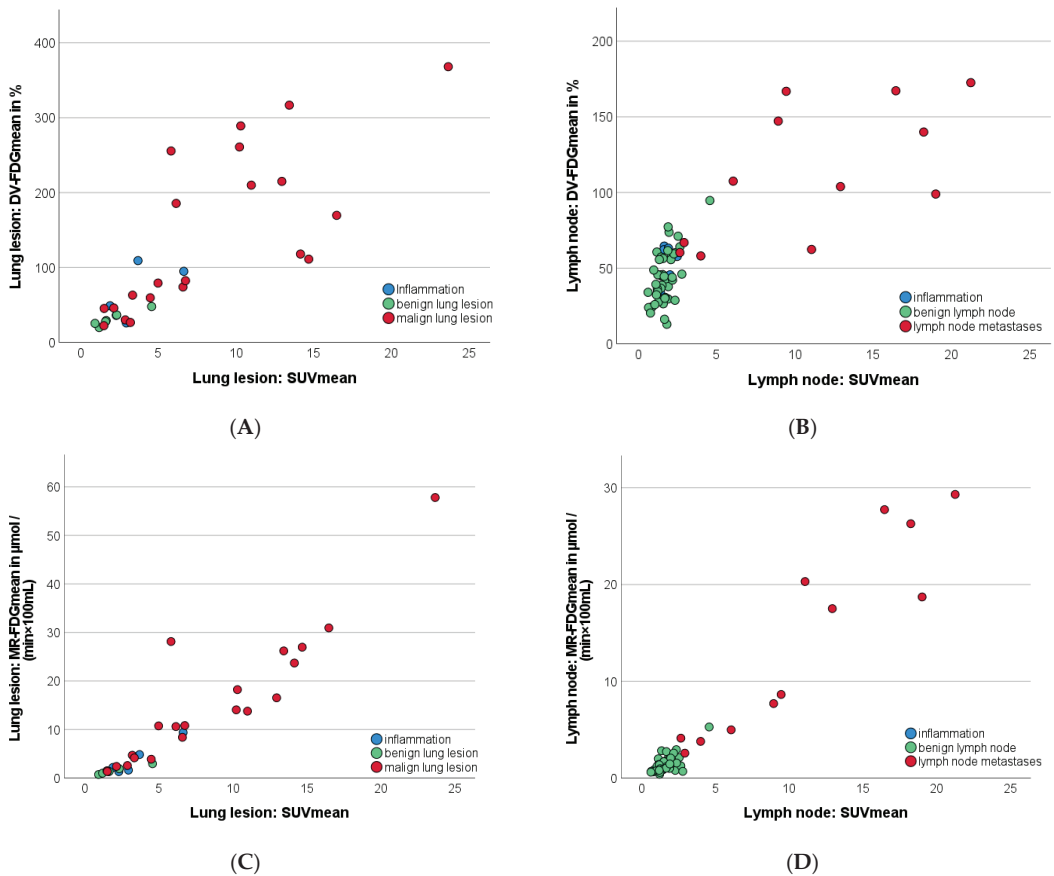 400
300
200
100
0
0
5
10
15
20
25
Lung lesion: DV-FDGmean in %
Lung lesion: SUVmean
inflammation
benign lung lesion
malign lung lesion
(A)
200
150
100
50
0
0
5
10
15
20
25
Lymph node: DV-FDGmean in %
Lymph node: SUVmean
inflammation
benign lymph node
lymph node metastases
(B)
60
50
40
30
20
10
0
0
5
10
15
20
25
Lung lesion: MR-FDGmean in µmol /
(min×100mL)
Lung lesion: SUVmean
inflammation
benign lung lesion
malign lung lesion
(C)
30
20
10
0
0
5
10
15
20
25
Lymph node: MR-FDGmean in µmol /
(min×100mL)
Lymph node: SUVmean
inflammation
benign lymph node
lymph node metastases
(D)